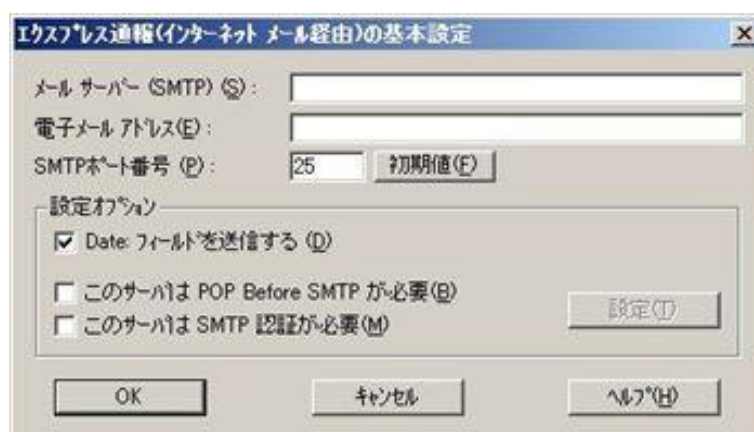 ｴｸｽﾌﾟﾚｽ通報(ｲﾝﾀｰﾈｯﾄ ﾒｰﾙ経由)の基本設定
ﾒｰﾙ ｻｰﾊﾞｰ (SMTP) (S) :
電子ﾒｰﾙ ｱﾄﾞﾚｽ(E) :
SMTPﾎﾟｰﾄ番号 (P) : 25 初期値(F)
設定ｵﾌﾟｼｮﾝ
Date: ﾌｨｰﾙﾄﾞを送信する (D)
このｻｰﾊﾞは POP Before SMTP が必要(B)
このｻｰﾊﾞは SMTP 認証が必要(M)
設定(T)
OK ｷｬﾝｾﾙ ﾍﾙﾌﾟ(H)